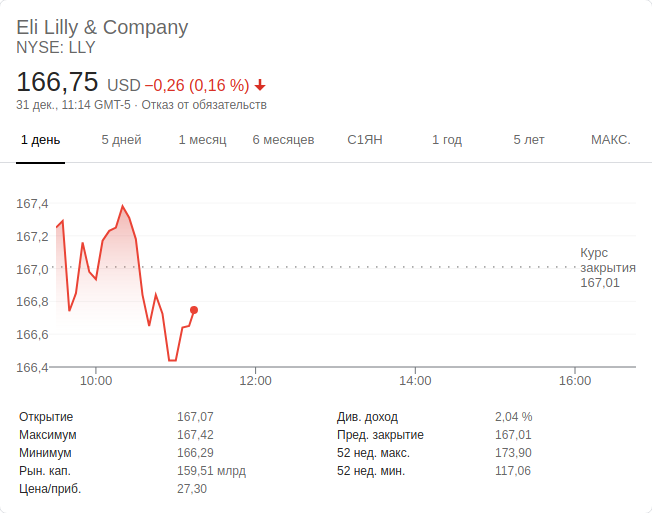 Eli Lilly & Company
NYSE: LLY
166,75 USD −0,26 (0,16 %)
31 дек., 11:14 GMT-5 · Отказ от обязательств
1 день 5 дней 1 месяц 6 месяцев С1ЯН 1 год 5 лет МАКС.
167,4
167,2
167,0
166,8
166,6
166,4
Курс
закрытия
167,01
10:00 12:00 14:00 16:00
Открытие 167,07 Див. доход 2,04 %
Максимум 167,42 Пред. закрытие 167,01
Минимум 166,29 52 нед. макс. 173,90
Рын. кап. 159,51 млрд 52 нед. мин. 117,06
Цена/приб. 27,30